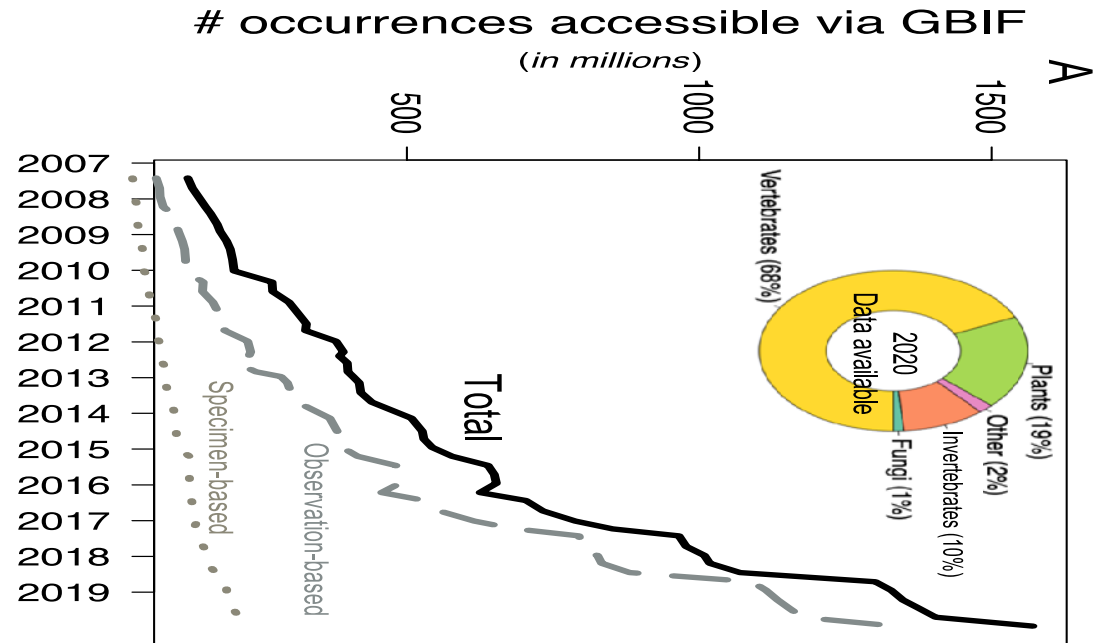 # occurrences accessible via GBIF
(in millions)
A
500
1000
1500
2007
2008
2009
2010
2011
2012
2013
2014
2015
2016
2017
2018
2019
Vertebrates (68%)
Data available
2020
Plants (19%)
Other (2%)
Invertebrates (10%)
Fungi (1%)
Total
Observation-based
Specimen-based